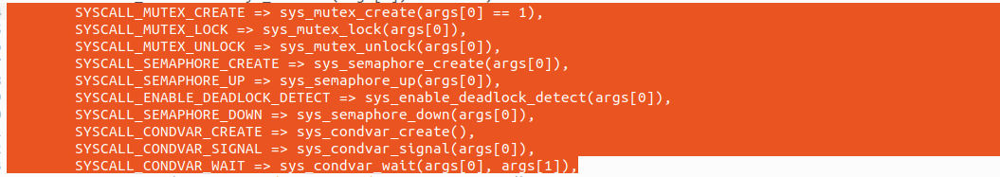 SYSCALL_MUTEX_CREATE => sys_mutex_create(args[0] == 1),
SYSCALL_MUTEX_LOCK => sys_mutex_lock(args[0]),
SYSCALL_MUTEX_UNLOCK => sys_mutex_unlock(args[0]),
SYSCALL_SEMAPHORE_CREATE => sys_semaphore_create(args[0]),
SYSCALL_SEMAPHORE_UP => sys_semaphore_up(args[0]),
SYSCALL_ENABLE_DEADLOCK_DETECT => sys_enable_deadlock_detect(args[0]),
SYSCALL_SEMAPHORE_DOWN => sys_semaphore_down(args[0]),
SYSCALL_CONDVAR_CREATE => sys_condvar_create(),
SYSCALL_CONDVAR_SIGNAL => sys_condvar_signal(args[0]),
SYSCALL_CONDVAR_WAIT => sys_condvar_wait(args[0], args[1]),